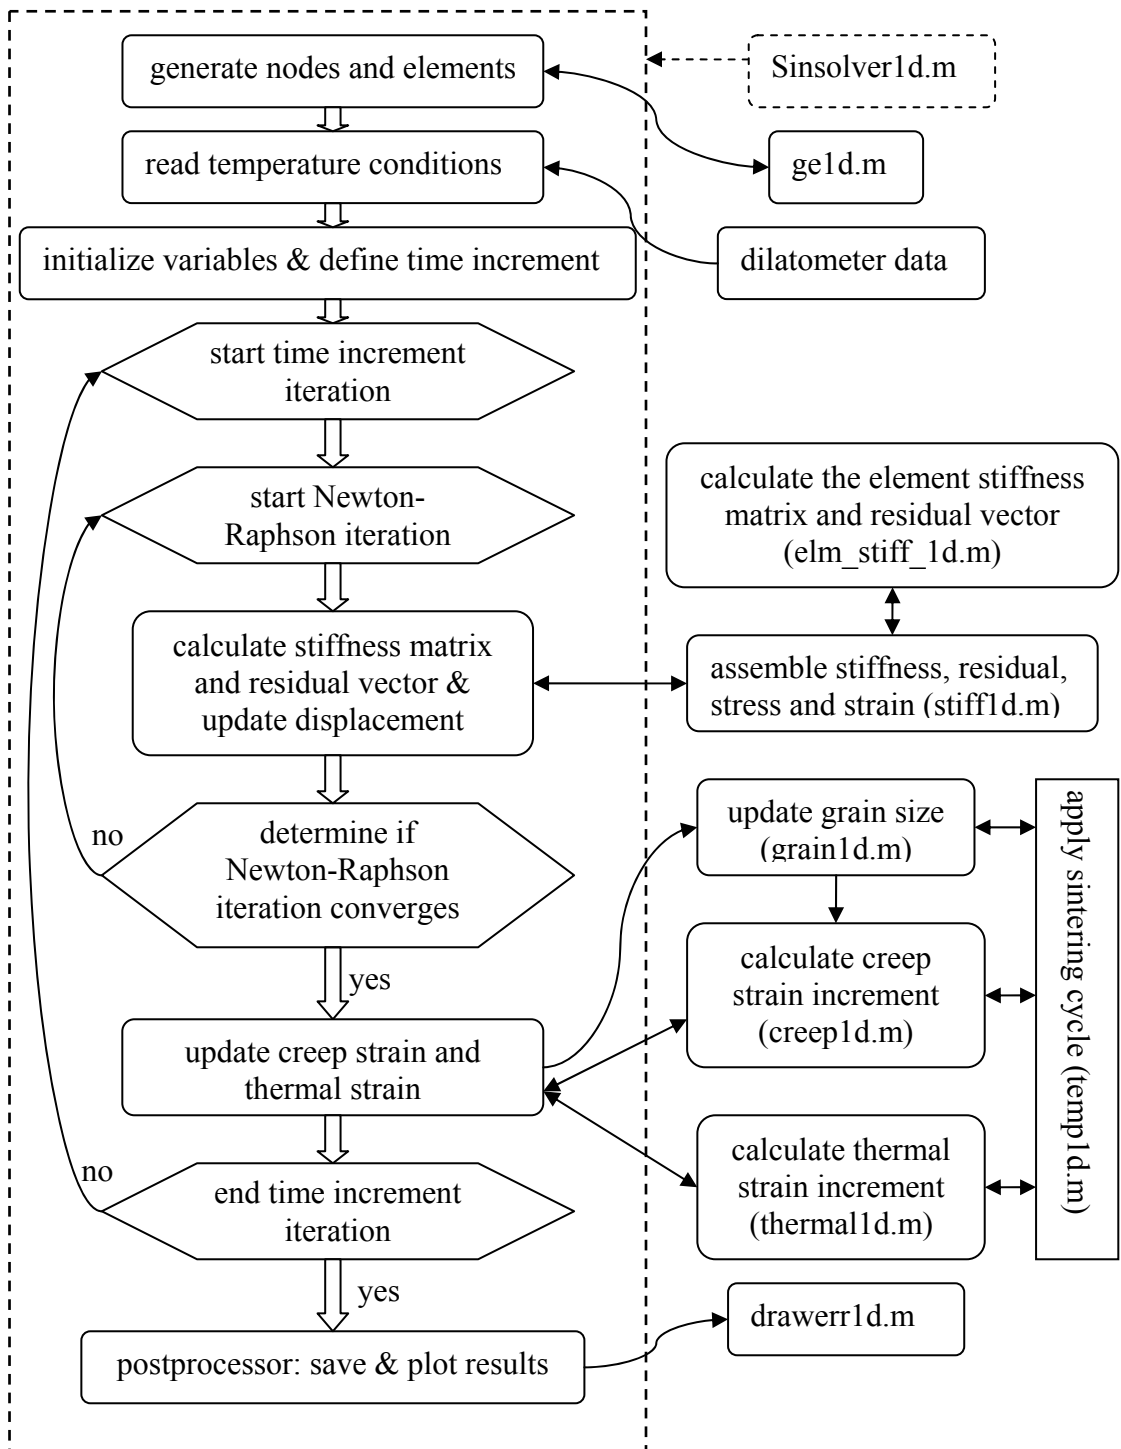 generate nodes and elements
Sinsolver1d.m
read temperature conditions
ge1d.m
initialize variables & define time increment
dilatometer data
start time increment
iteration
start Newton-
Raphson iteration
calculate the element stiffness
matrix and residual vector
(elm_stiff_1d.m)
calculate stiffness matrix
and residual vector &
update displacement
assemble stiffness, residual,
stress and strain (stiff1d.m)
no
determine if
Newton-Raphson
iteration converges
yes
update grain size
(grain1d.m)
calculate creep
strain increment
(creep1d.m)
apply sintering cycle (temp1d.m)
update creep strain and
thermal strain
calculate thermal
strain increment
(thermal1d.m)
no
end time increment
iteration
yes
drawerr1d.m
postprocessor: save & plot results